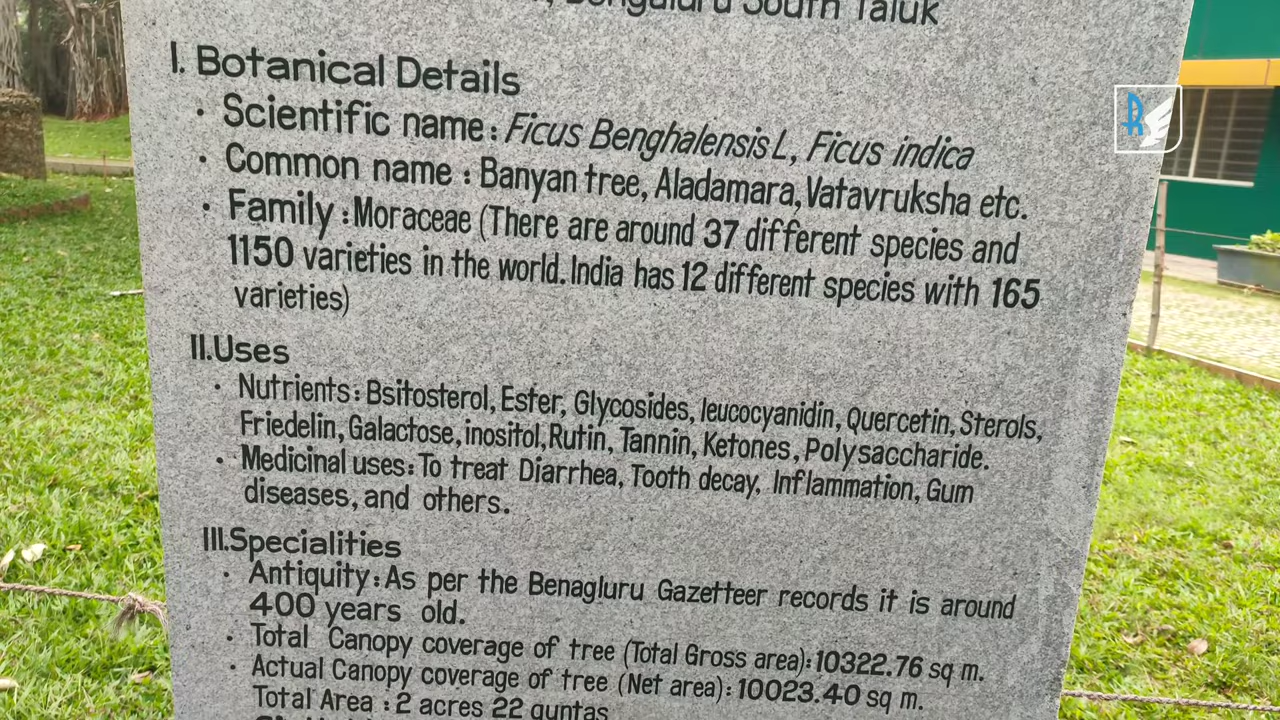 Bengaluru South Taluk
I. Botanical Details
· Scientific name: Ficus Benghalensis L, Ficus indica
· Common name : Banyan tree, Aladamara, Vatavruksha etc.
· Family : Moraceae (There are around 37 different species and
1150 varieties in the world. India has 12 different species with 165
varieties)
II.Uses
· Nutrients: Bsitosterol, Ester, Glycosides, leucocyanidin, Quercetin, Sterols,
Friedelin, Galactose, inositol, Rutin, Tannin, Ketones, Polysaccharide.
· Medicinal uses: To treat Diarrhea, Tooth decay, Inflammation, Gum
diseases, and others.
III.Specialities
· Antiquity: As per the Benagluru Gazetteer records it is around
400 years old.
· Total Canopy coverage of tree (Total Gross area): 10322.76 sq m.
· Actual Canopy coverage of tree (Net area): 10023.40 sq m.
Total Area : 2 acres 22 guntas